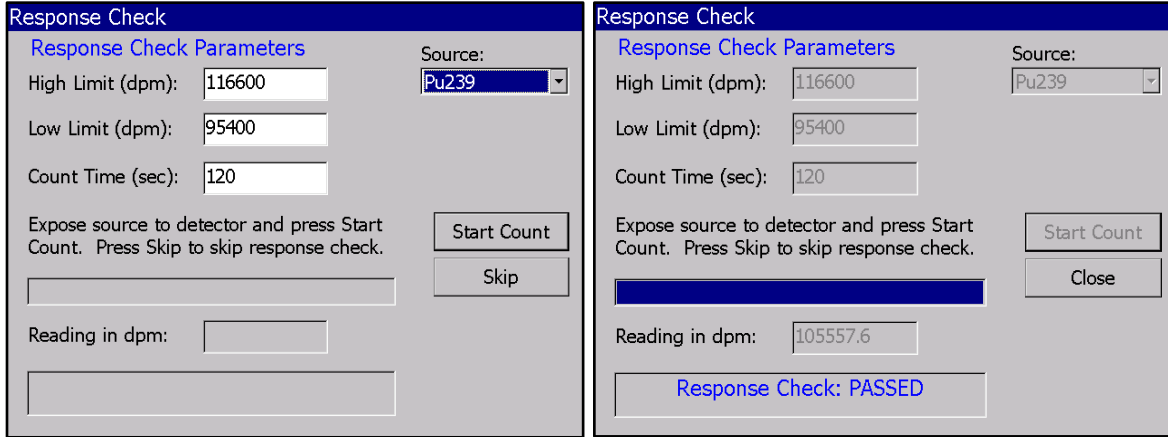 Response Check
Response Check Parameters
Source:
High Limit (dpm): 116600
Pu239
Low Limit (dpm): 95400
Count Time (sec): 120
Expose source to detector and press Start
Count. Press Skip to skip response check.
Start Count
Skip
Reading in dpm:
Response Check
Response Check Parameters
Source:
High Limit (dpm): 116600
Pu239
Low Limit (dpm): 95400
Count Time (sec): 120
Expose source to detector and press Start
Count. Press Skip to skip response check.
Start Count
Close
Reading in dpm: 105557.6
Response Check: PASSED